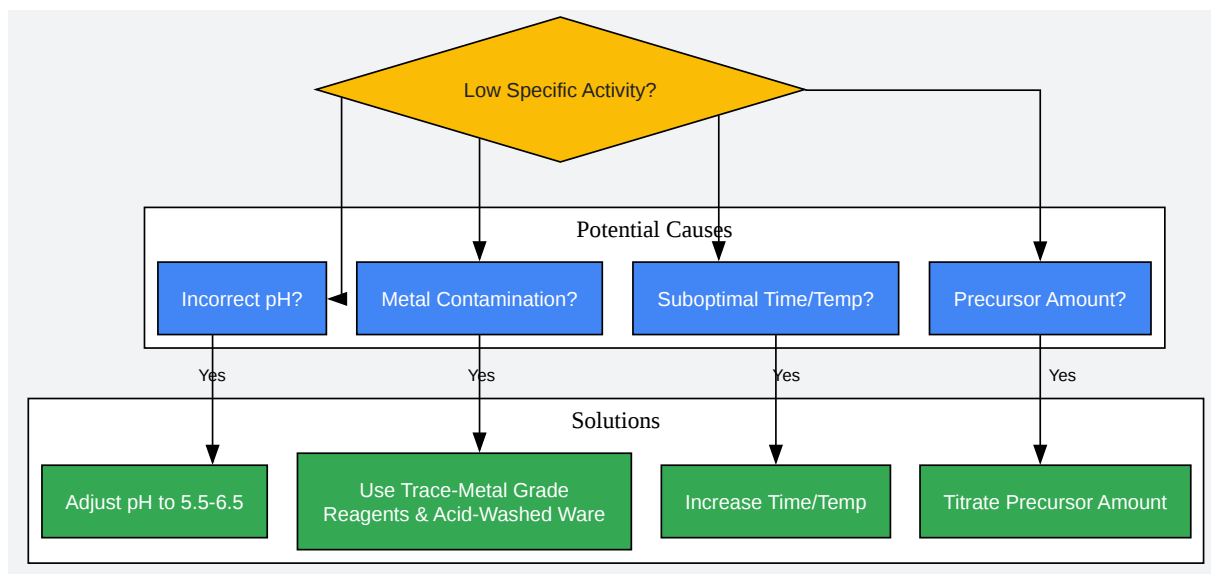 Low Specific Activity?
Potential Causes
Incorrect pH?
Metal Contamination?
Suboptimal Time/Temp?
Precursor Amount?
Yes
Yes
Yes
Yes
Solutions
Adjust pH to 5.5-6.5
Use Trace-Metal Grade
Reagents & Acid-Washed Ware
Increase Time/Temp
Titrate Precursor Amount